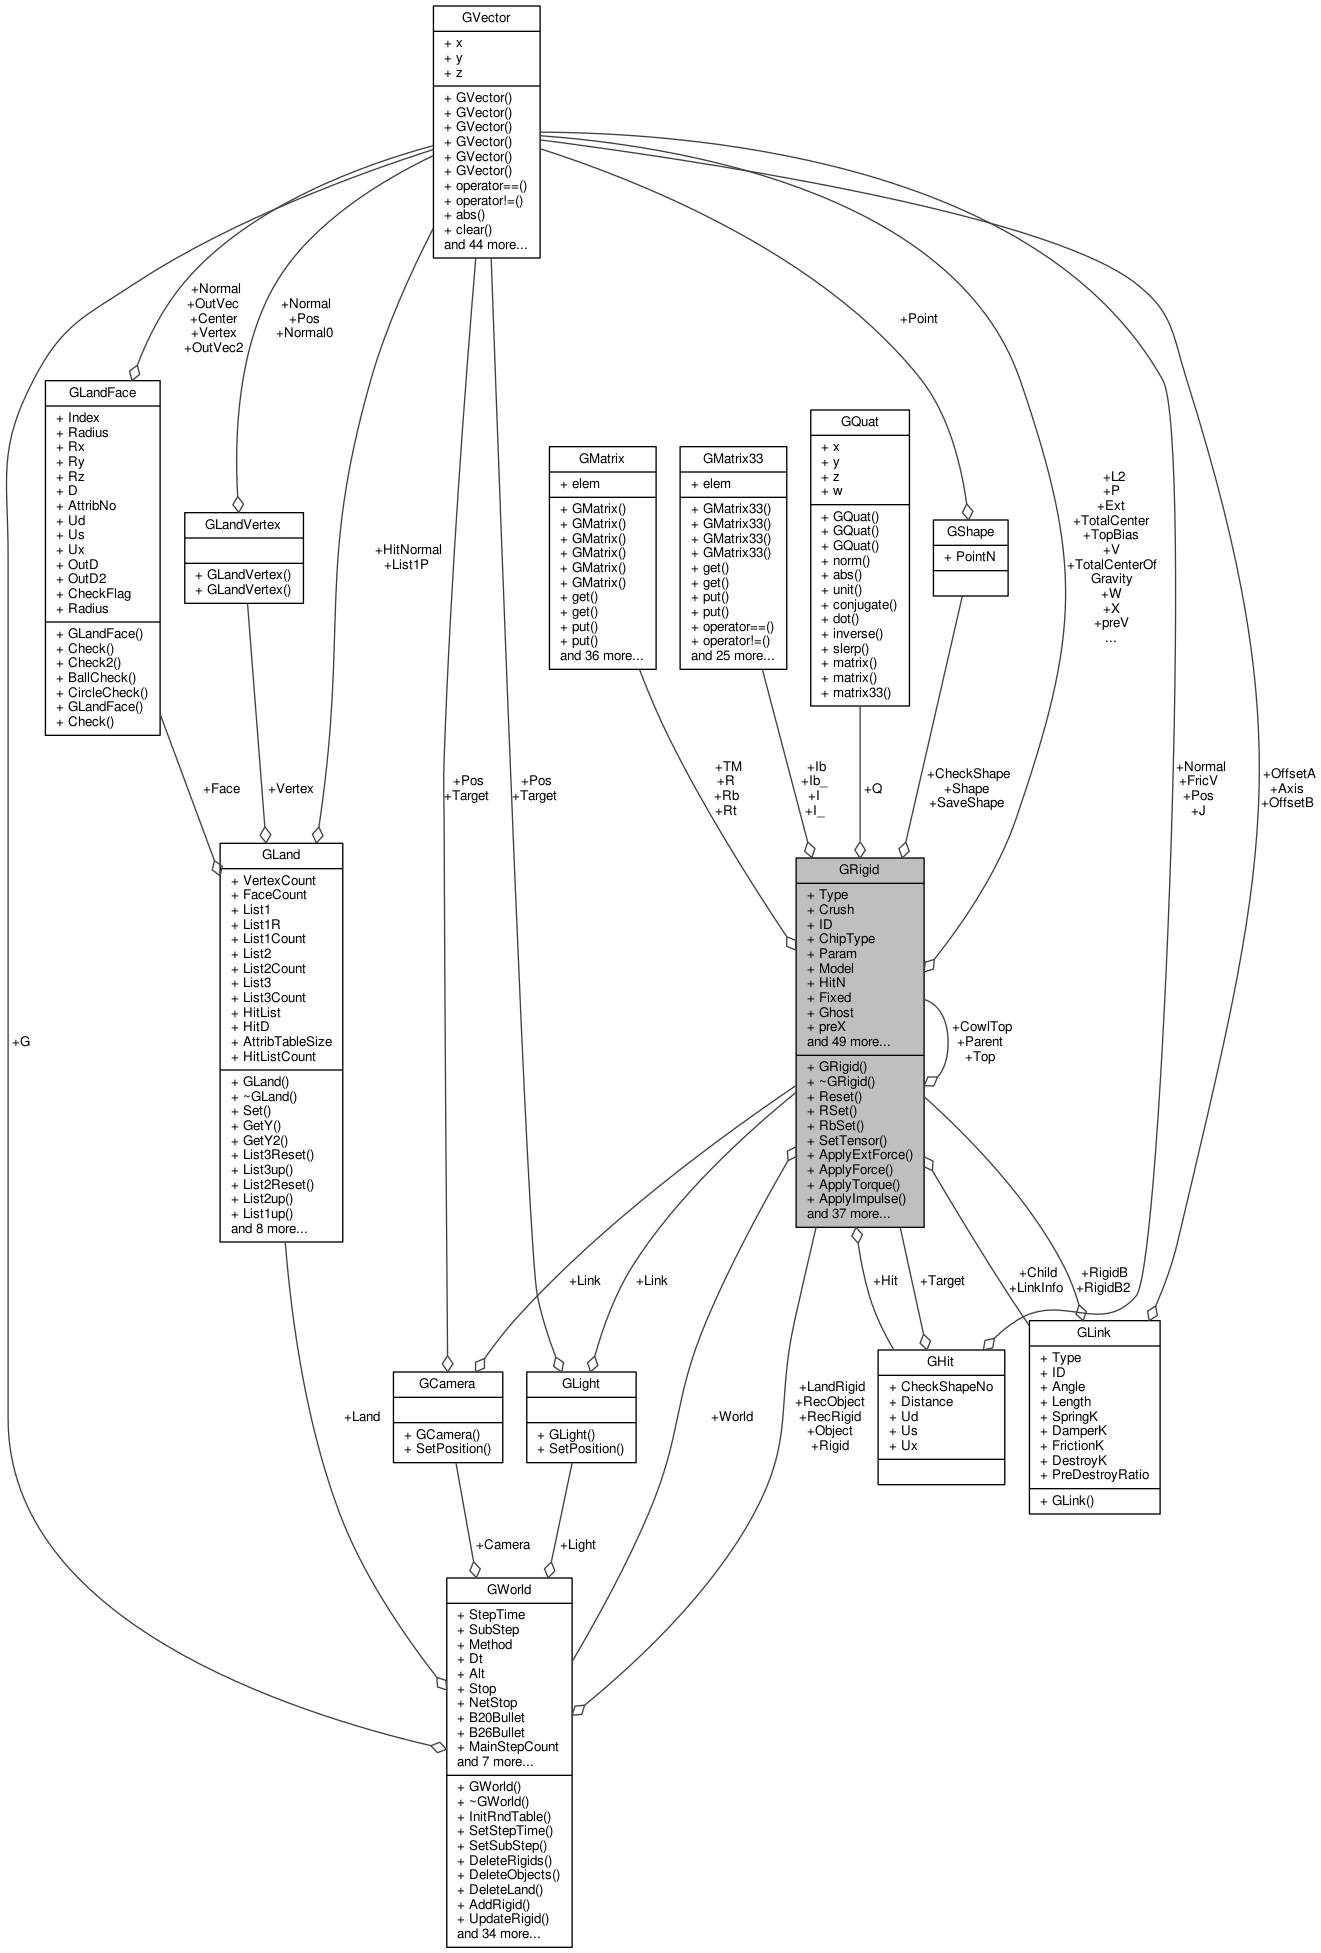 GVector
+ x
+ y
+ z
+ GVector()
+ GVector()
+ GVector()
+ GVector()
+ GVector()
+ GVector()
+ operator==()
+ operator!=()
+ abs()
+ clear()
and 44 more...
+Normal
+OutVec
+Center
+Vertex
+OutVec2
+Normal
+Pos
+Normal0
+Point
GLandFace
+ Index
+ Radius
+ Rx
+ Ry
+ Rz
+ D
+ AttribNo
+ Ud
+ Us
+ Ux
+ OutD
+ OutD2
+ CheckFlag
+ Radius
+ GLandFace()
+ Check()
+ Check2()
+ BallCheck()
+ CircleCheck()
+ GLandFace()
+ Check()
GLandVertex
+ GLandVertex()
+ GLandVertex()
+HitNormal
+List1P
GMatrix
+ elem
+ GMatrix()
+ GMatrix()
+ GMatrix()
+ GMatrix()
+ GMatrix()
+ GMatrix()
+ get()
+ get()
+ put()
+ put()
and 36 more...
GMatrix33
+ elem
+ GMatrix33()
+ GMatrix33()
+ GMatrix33()
+ GMatrix33()
+ get()
+ get()
+ put()
+ put()
+ operator==()
+ operator!=()
and 25 more...
GQuat
+ x
+ y
+ z
+ w
+ GQuat()
+ GQuat()
+ GQuat()
+ norm()
+ abs()
+ unit()
+ conjugate()
+ dot()
+ inverse()
+ slerp()
+ matrix()
+ matrix()
+ matrix33()
GShape
+ PointN
+L2
+P
+Ext
+TotalCenter
+TopBias
+V
+TotalCenterOf
Gravity
+W
+X
+preV
...
+Face
+Vertex
+Pos
+Target
+Pos
+Target
+TM
+R
+Rb
+Rt
+Ib
+Ib_
+I
+I_
+Q
+CheckShape
+Shape
+SaveShape
+Normal
+FricV
+Pos
+J
+OffsetA
+Axis
+OffsetB
GLand
+ VertexCount
+ FaceCount
+ List1
+ List1R
+ List1Count
+ List2
+ List2Count
+ List3
+ List3Count
+ HitList
+ HitD
+ AttribTableSize
+ HitListCount
+ GLand()
+ ~GLand()
+ Set()
+ GetY()
+ GetY2()
+ List3Reset()
+ List3up()
+ List2Reset()
+ List2up()
+ List1up()
and 8 more...
GRigid
+ Type
+ Crush
+ ID
+ ChipType
+ Param
+ Model
+ HitN
+ Fixed
+ Ghost
+ preX
and 49 more...
+ GRigid()
+ ~GRigid()
+ Reset()
+ RSet()
+ RbSet()
+ SetTensor()
+ ApplyExtForce()
+ ApplyForce()
+ ApplyTorque()
+ ApplyImpulse()
and 37 more...
+G
+CowlTop
+Parent
+Top
+Link
+Link
+Hit
+Target
+Child
+LinkInfo
+RigidB
+RigidB2
+Land
+World
+LandRigid
+RecObject
+RecRigid
+Object
+Rigid
GCamera
+ GCamera()
+ SetPosition()
GLight
+ GLight()
+ SetPosition()
GHit
+ CheckShapeNo
+ Distance
+ Ud
+ Us
+ Ux
GLink
+ Type
+ ID
+ Angle
+ Length
+ SpringK
+ DamperK
+ FrictionK
+ DestroyK
+ PreDestroyRatio
+ GLink()
+Camera
+Light
GWorld
+ StepTime
+ SubStep
+ Method
+ Dt
+ Alt
+ Stop
+ NetStop
+ B20Bullet
+ B26Bullet
+ MainStepCount
and 7 more...
+ GWorld()
+ ~GWorld()
+ InitRndTable()
+ SetStepTime()
+ SetSubStep()
+ DeleteRigids()
+ DeleteObjects()
+ DeleteLand()
+ AddRigid()
+ UpdateRigid()
and 34 more...